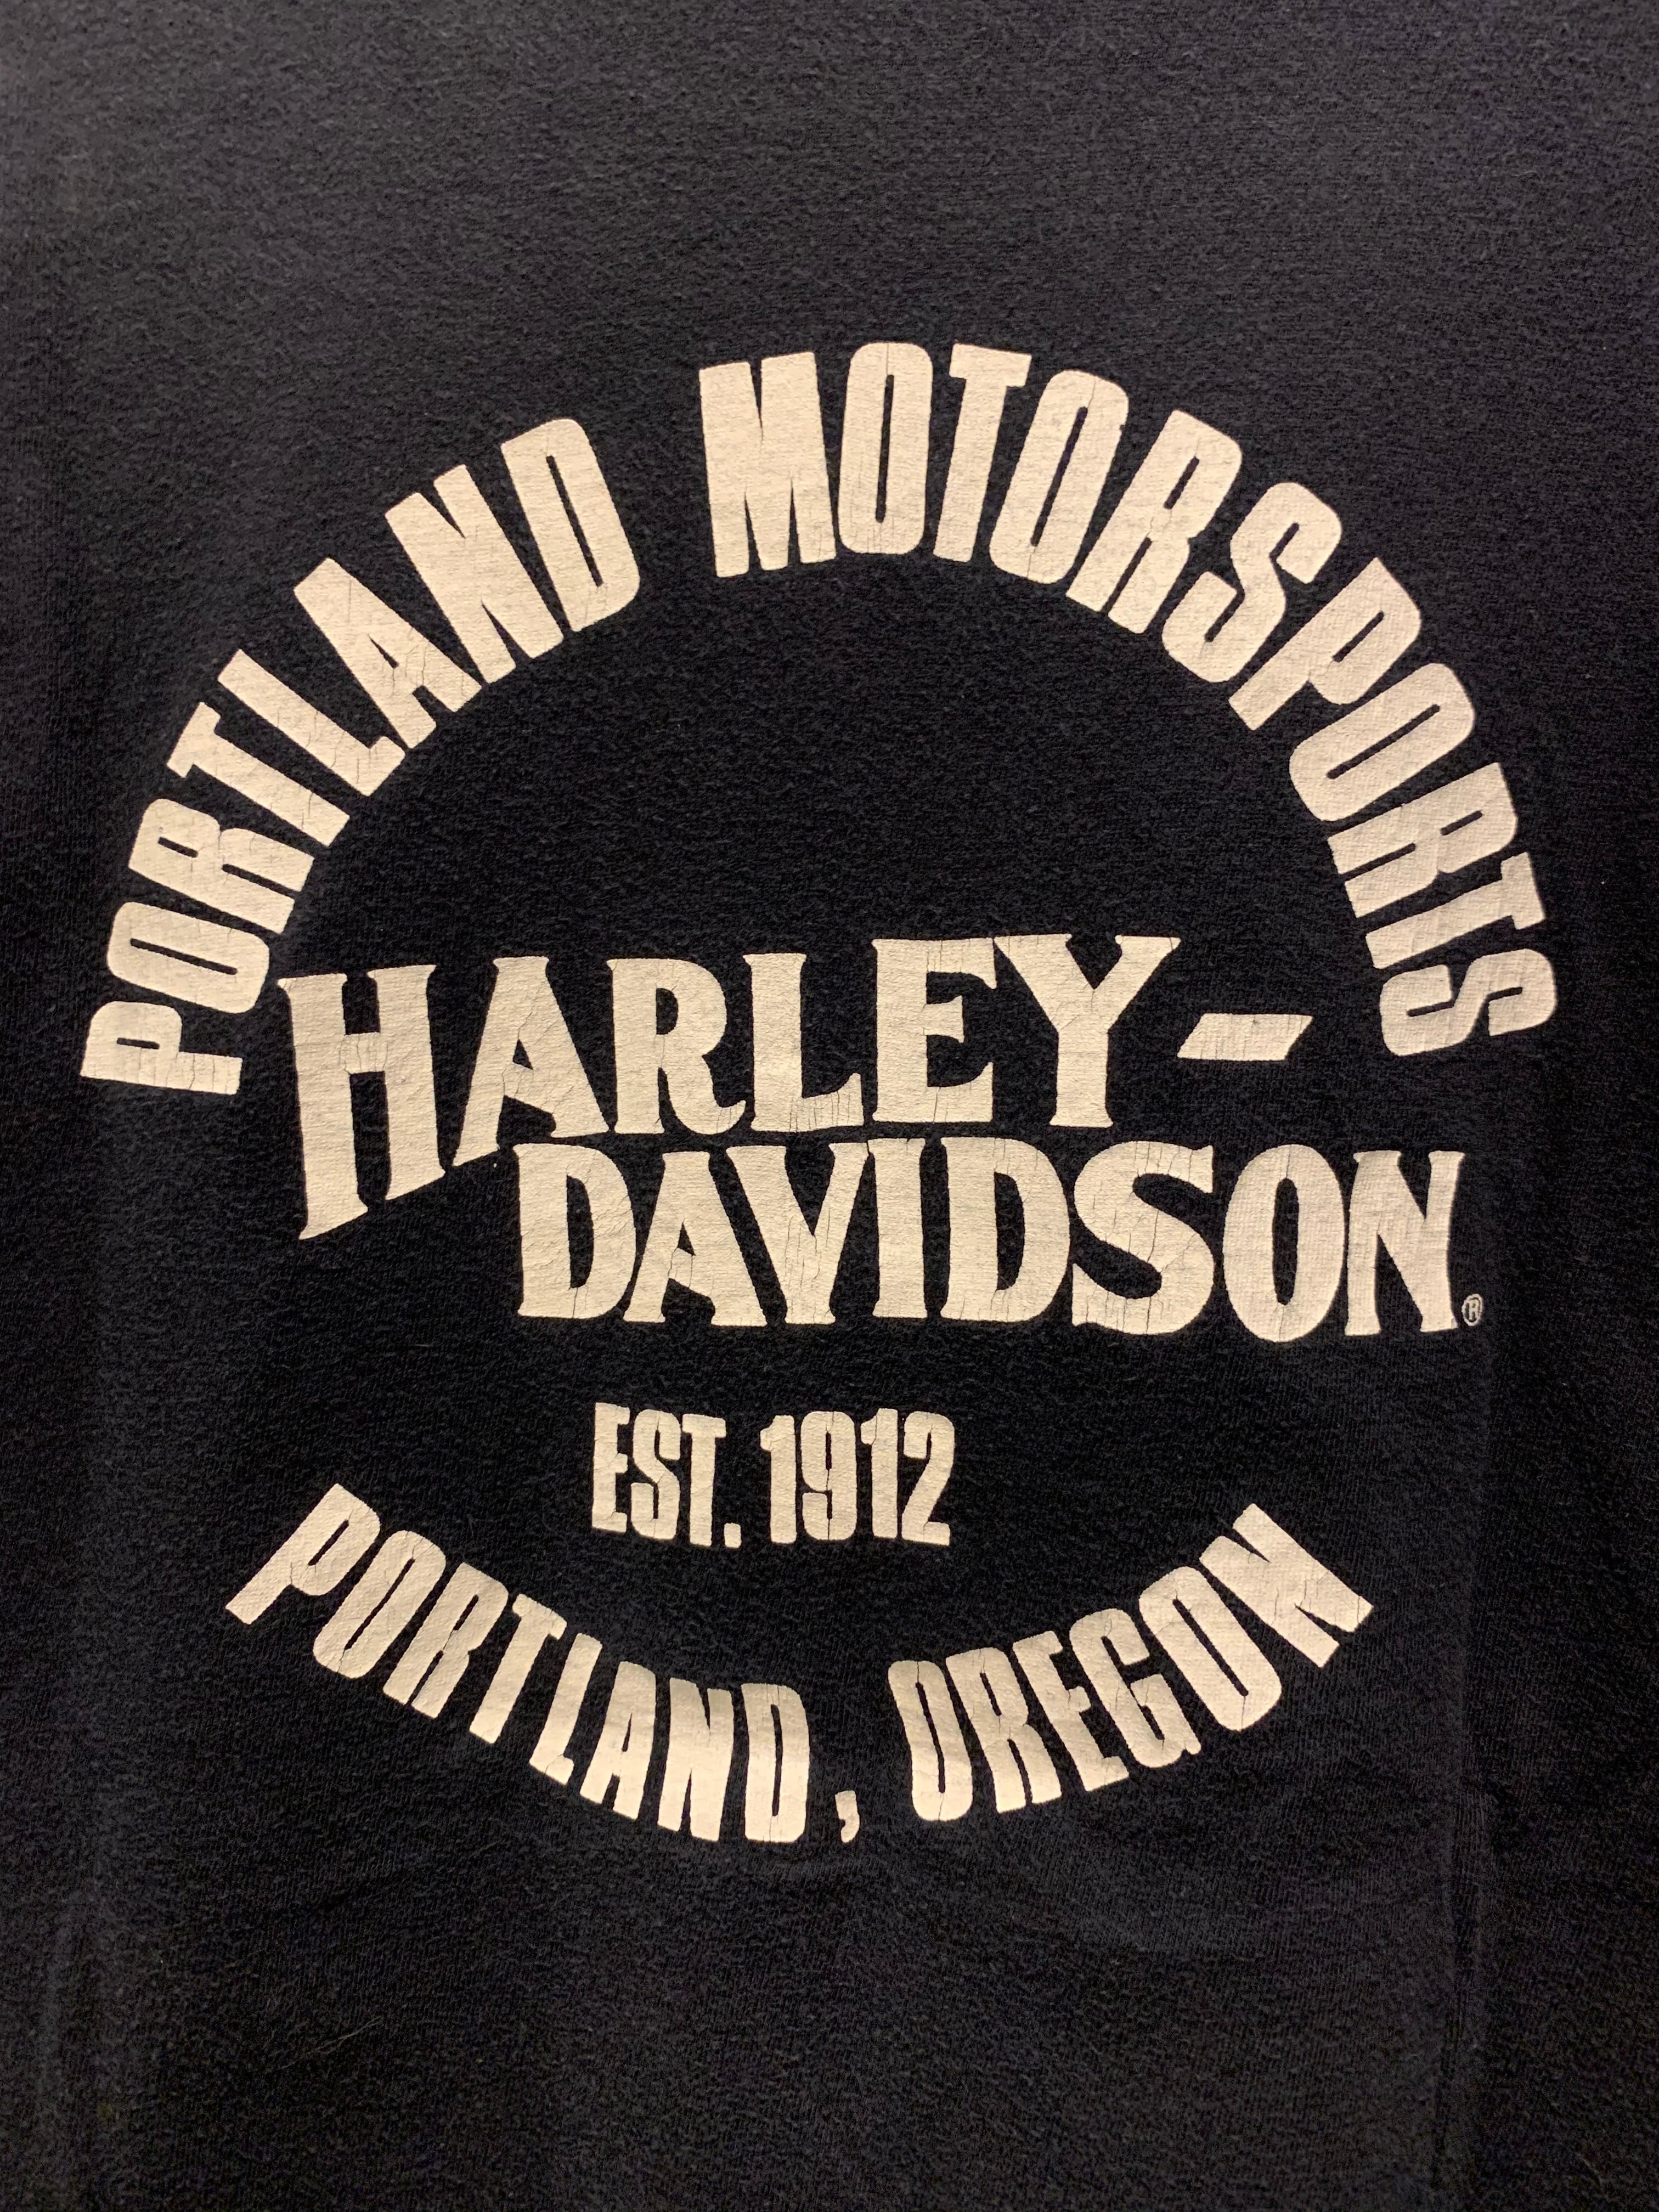 PORTLAND MOTORSPORTS
HARLEY-
DAVIDSON®
EST. 1912
PORTLAND, OREGON